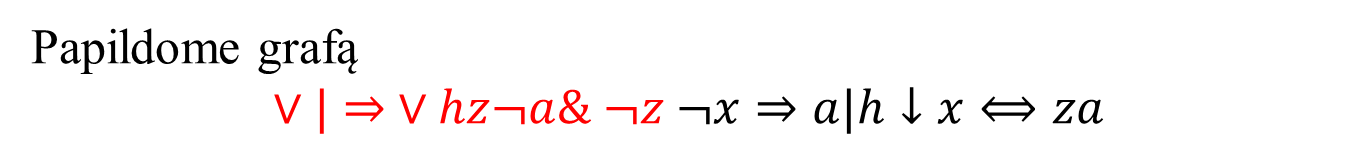 Papildome grafą
∨ | ⇒ ∨ ℎ𝑧¬𝑎& ¬𝑧 ¬𝑥 ⇒ 𝑎|ℎ ↓ 𝑥 ⟺ 𝑧𝑎